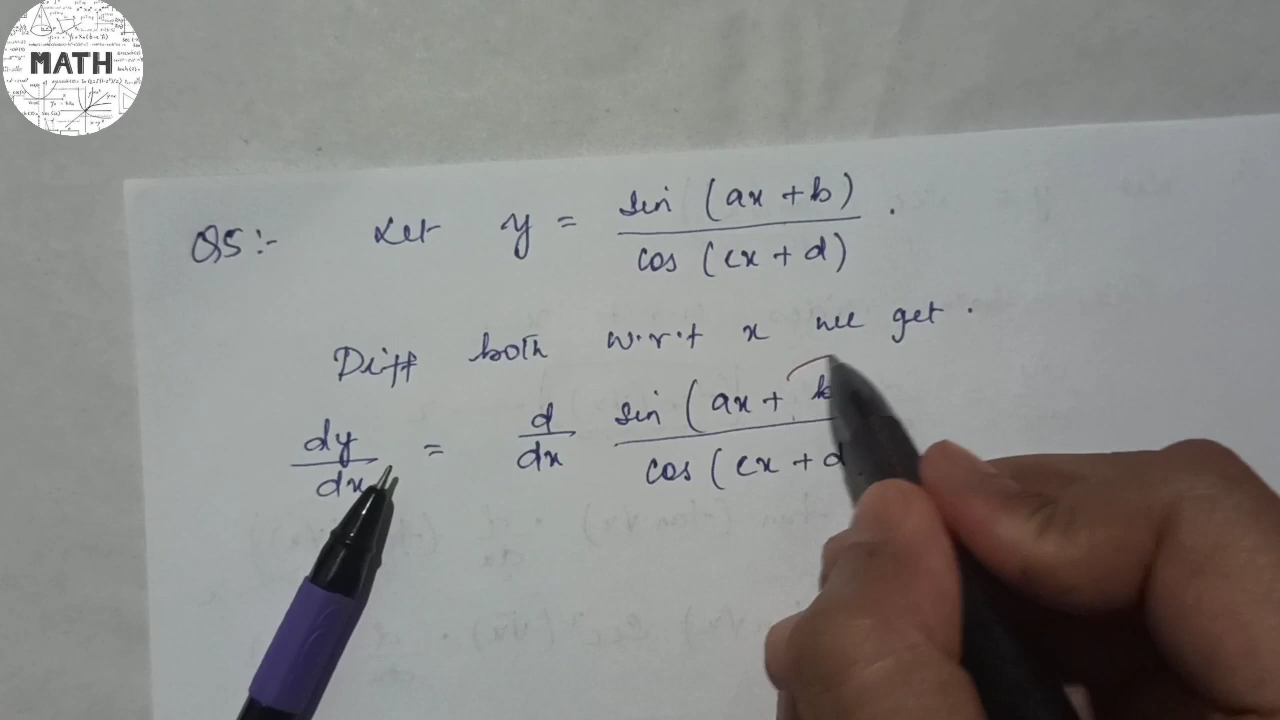 MATH
Q5:- Let y = sin (ax + b) / cos (cx + d) .
Diff both w.r.t x we get .
dy/dx = d/dx sin (ax + b / cos (cx + d